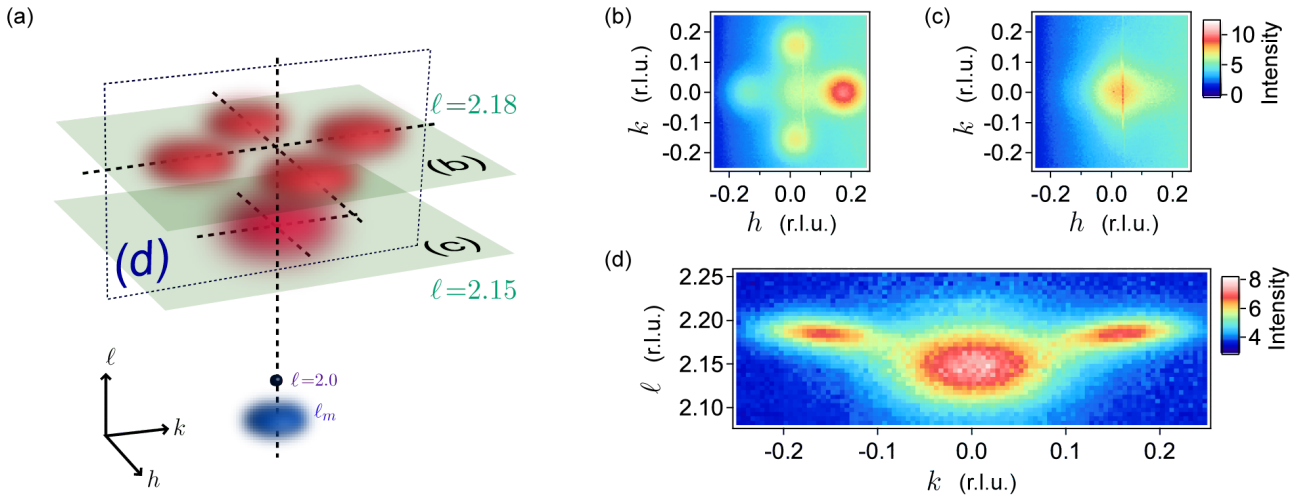 (a)
ℓ=2.18
(b)
(d)
(c)
ℓ=2.15
ℓ=2.0
ℓm
ℓ
k
h
(b)
0.2
0.1
0.0
-0.1
-0.2
k (r.l.u.)
-0.2 0.0 0.2
h (r.l.u.)
(c)
0.2
0.1
0.0
-0.1
-0.2
k (r.l.u.)
-0.2 0.0 0.2
h (r.l.u.)
10
5
0
Intensity
(d)
2.25
2.20
2.15
2.10
ℓ (r.l.u.)
-0.2 -0.1 0.0 0.1 0.2
k (r.l.u.)
8
6
4
Intensity